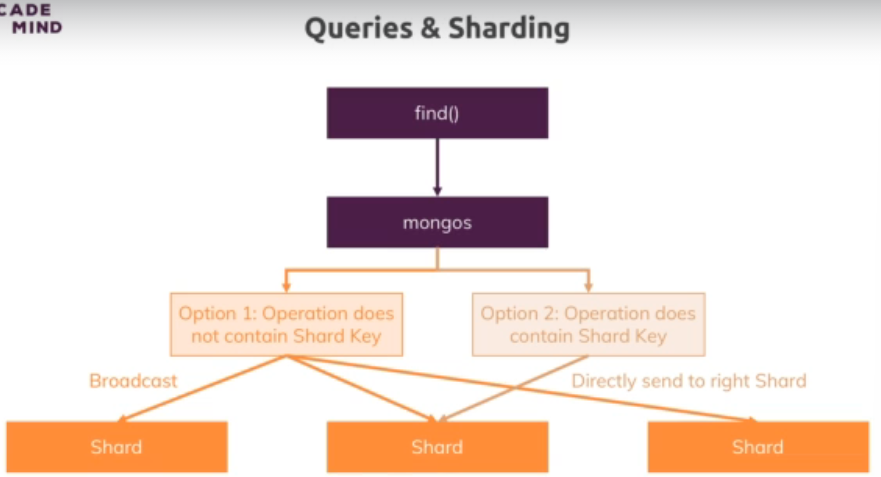 CADE
MIND
Queries & Sharding
find()
mongos
Option 1: Operation does
not contain Shard Key
Option 2: Operation does
contain Shard Key
Broadcast
Directly send to right Shard
Shard
Shard
Shard